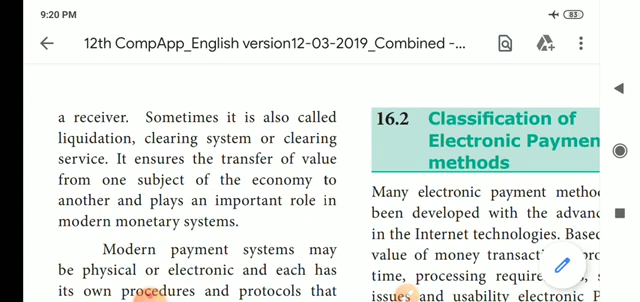 9:20 PM
83
12th CompApp_English version12-03-2019_Combined -...
a receiver. Sometimes it is also called
liquidation, clearing system or clearing
service. It ensures the transfer of value
from one subject of the economy to
another and plays an important role in
modern monetary systems.
Modern payment systems may
be physical or electronic and each has
its own procedures and protocols that
16.2 Classification of
Electronic Paymen
methods
Many electronic payment metho
been developed with the advanc
in the Internet technologies. Based
value of money transacti
time, processing require
issues and usability electronic P